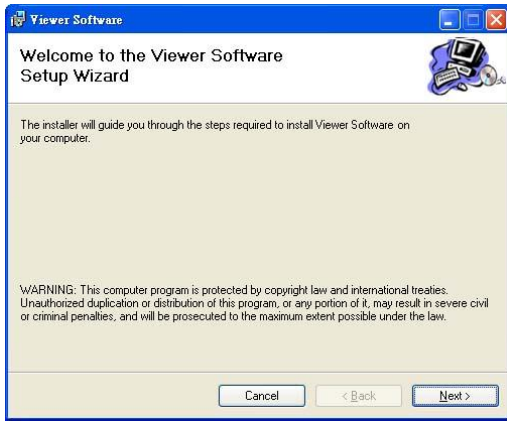 Viewer Software
Welcome to the Viewer Software
Setup Wizard
The installer will guide you through the steps required to install Viewer Software on
your computer.
WARNING: This computer program is protected by copyright law and international treaties.
Unauthorized duplication or distribution of this program, or any portion of it, may result in severe civil
or criminal penalties, and will be prosecuted to the maximum extent possible under the law.
Cancel < Back Next >